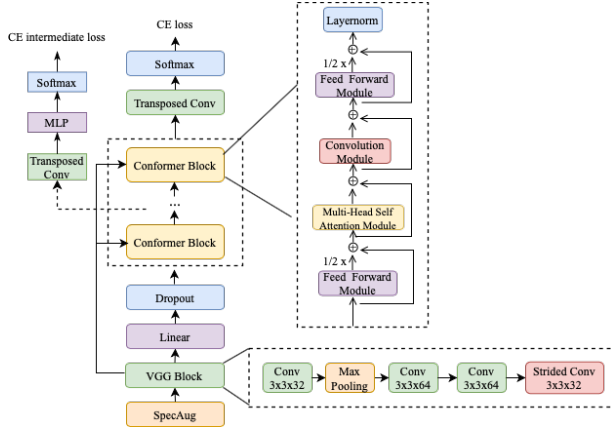 CE intermediate loss
Softmax
MLP
Transposed
Conv
CE loss
Softmax
Transposed Conv
Conformer Block
...
Conformer Block
Dropout
Linear
VGG Block
SpecAug
Layernorm
1/2 x
Feed Forward
Module
Convolution
Module
Multi-Head Self
Attention Module
1/2 x
Feed Forward
Module
Conv
3x3x32
Max
Pooling
Conv
3x3x64
Conv
3x3x64
Strided Conv
3x3x32